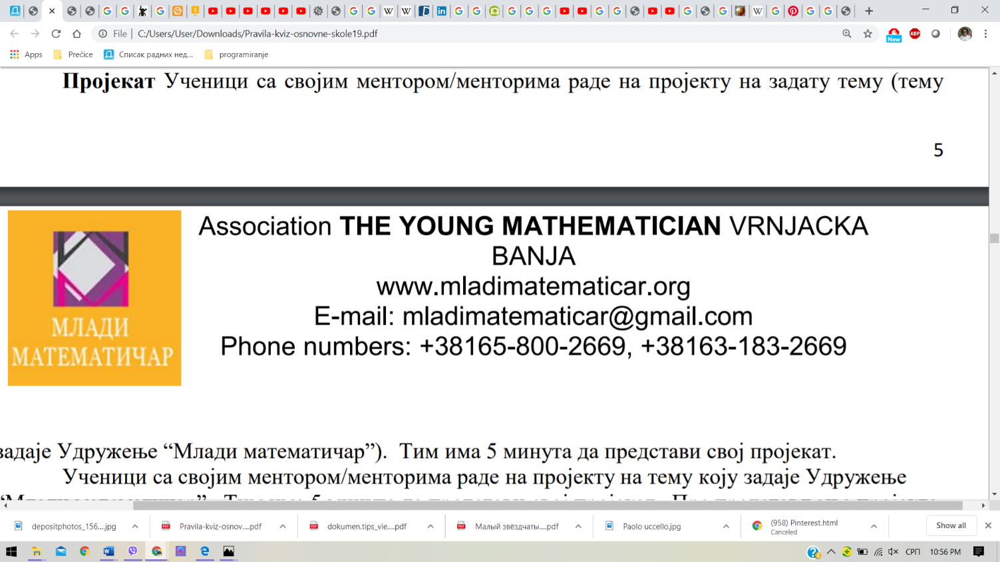 File | C:/Users/User/Downloads/Pravila-kviz-osnovne-skole19.pdf
New ABP
Apps Prečice Списак радних нед... programiranje
Пројекат Ученици са својим ментором/менторима раде на пројекту на задату тему (тему
5
Association THE YOUNG MATHEMATICIAN VRNJACKA
BANJA
www.mladimatematicar.org
E-mail: mladimatematicar@gmail.com
Phone numbers: +38165-800-2669, +38163-183-2669
МЛАДИ
МАТЕМАТИЧАР
задаје Удружење “Млади математичар”). Тим има 5 минута да представи свој пројекат.
Ученици са својим ментором/менторима раде на пројекту на тему коју задаје Удружење
depositphotos_156....jpg Pravila-kviz-osnov....pdf dokumen.tips_vie....pdf Малый звёздчаты....pdf Paolo uccello.jpg (958) Pinterest.html Show all
Canceled
СРП 10:56 PM